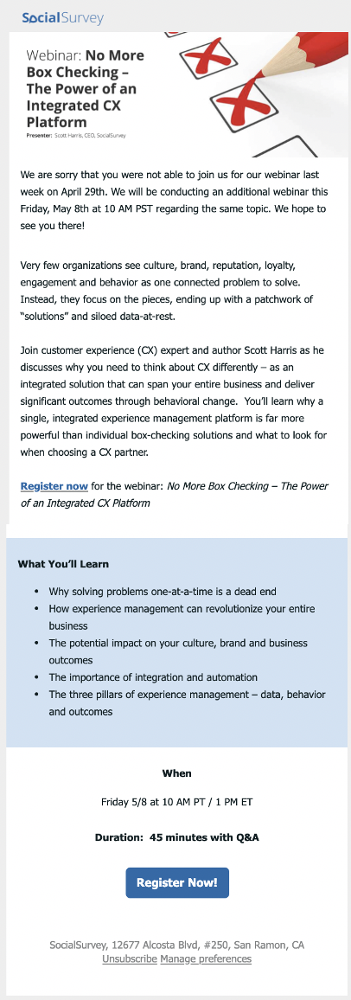 SocialSurvey
Webinar: No More
Box Checking –
The Power of an
Integrated CX
Platform
Presenter: Scott Harris, CEO, SocialSurvey
We are sorry that you were not able to join us for our webinar last
week on April 29th. We will be conducting an additional webinar this
Friday, May 8th at 10 AM PST regarding the same topic. We hope to
see you there!
Very few organizations see culture, brand, reputation, loyalty,
engagement and behavior as one connected problem to solve.
Instead, they focus on the pieces, ending up with a patchwork of
“solutions” and siloed data-at-rest.
Join customer experience (CX) expert and author Scott Harris as he
discusses why you need to think about CX differently – as an
integrated solution that can span your entire business and deliver
significant outcomes through behavioral change.  You’ll learn why a
single, integrated experience management platform is far more
powerful than individual box-checking solutions and what to look for
when choosing a CX partner.
Register now for the webinar: No More Box Checking – The Power
of an Integrated CX Platform
What You’ll Learn
• Why solving problems one-at-a-time is a dead end
• How experience management can revolutionize your entire
business
• The potential impact on your culture, brand and business
outcomes
• The importance of integration and automation
• The three pillars of experience management – data, behavior
and outcomes
When
Friday 5/8 at 10 AM PT / 1 PM ET
Duration:  45 minutes with Q&A
Register Now!
SocialSurvey, 12677 Alcosta Blvd, #250, San Ramon, CA
Unsubscribe Manage preferences